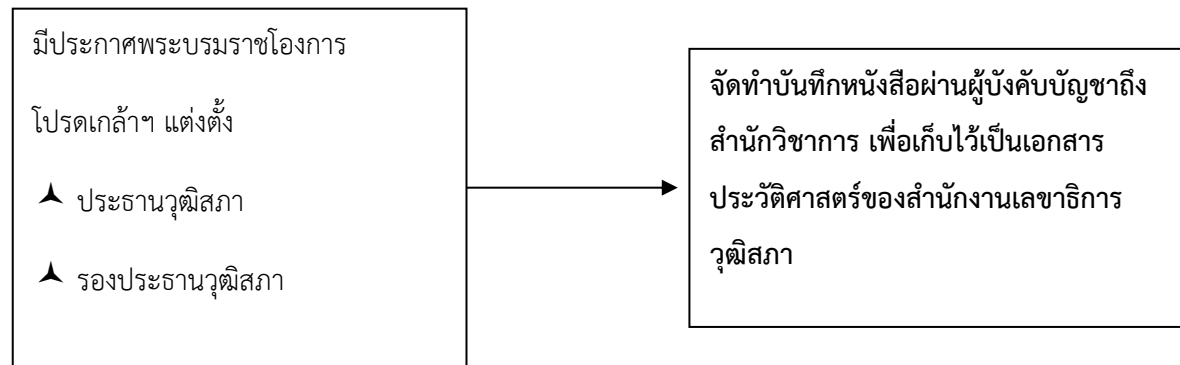 มีประกาศพระบรมราชโองการ
โปรดเกล้าฯ แต่งตั้ง
ประธานวุฒิสภา
รองประธานวุฒิสภา
จัดทำบันทึกหนังสือผ่านผู้บังคับบัญชาถึง
สำนักวิชาการ เพื่อเก็บไว้เป็นเอกสาร
ประวัติศาสตร์ของสำนักงานเลขาธิการ
วุฒิสภา